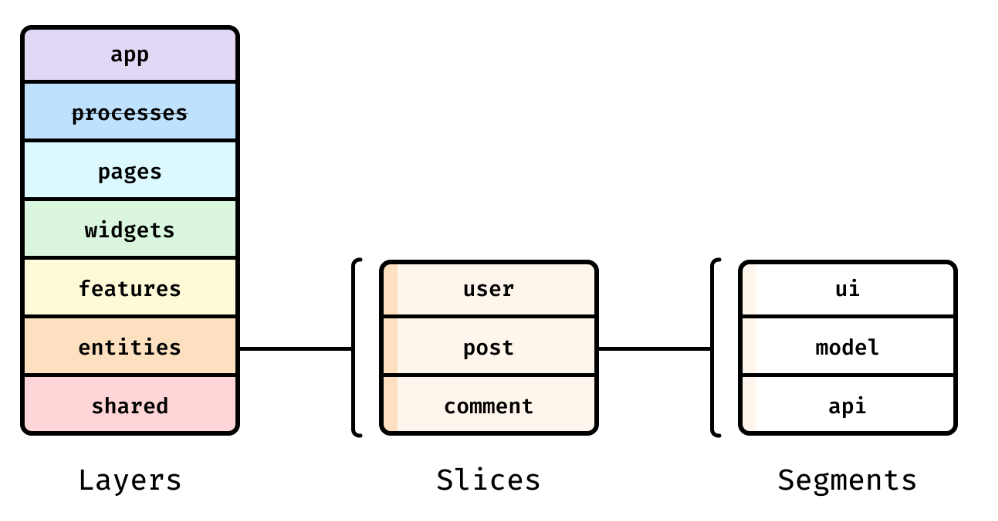 app
processes
pages
widgets
features
entities
shared
Layers
user
post
comment
Slices
ui
model
api
Segments